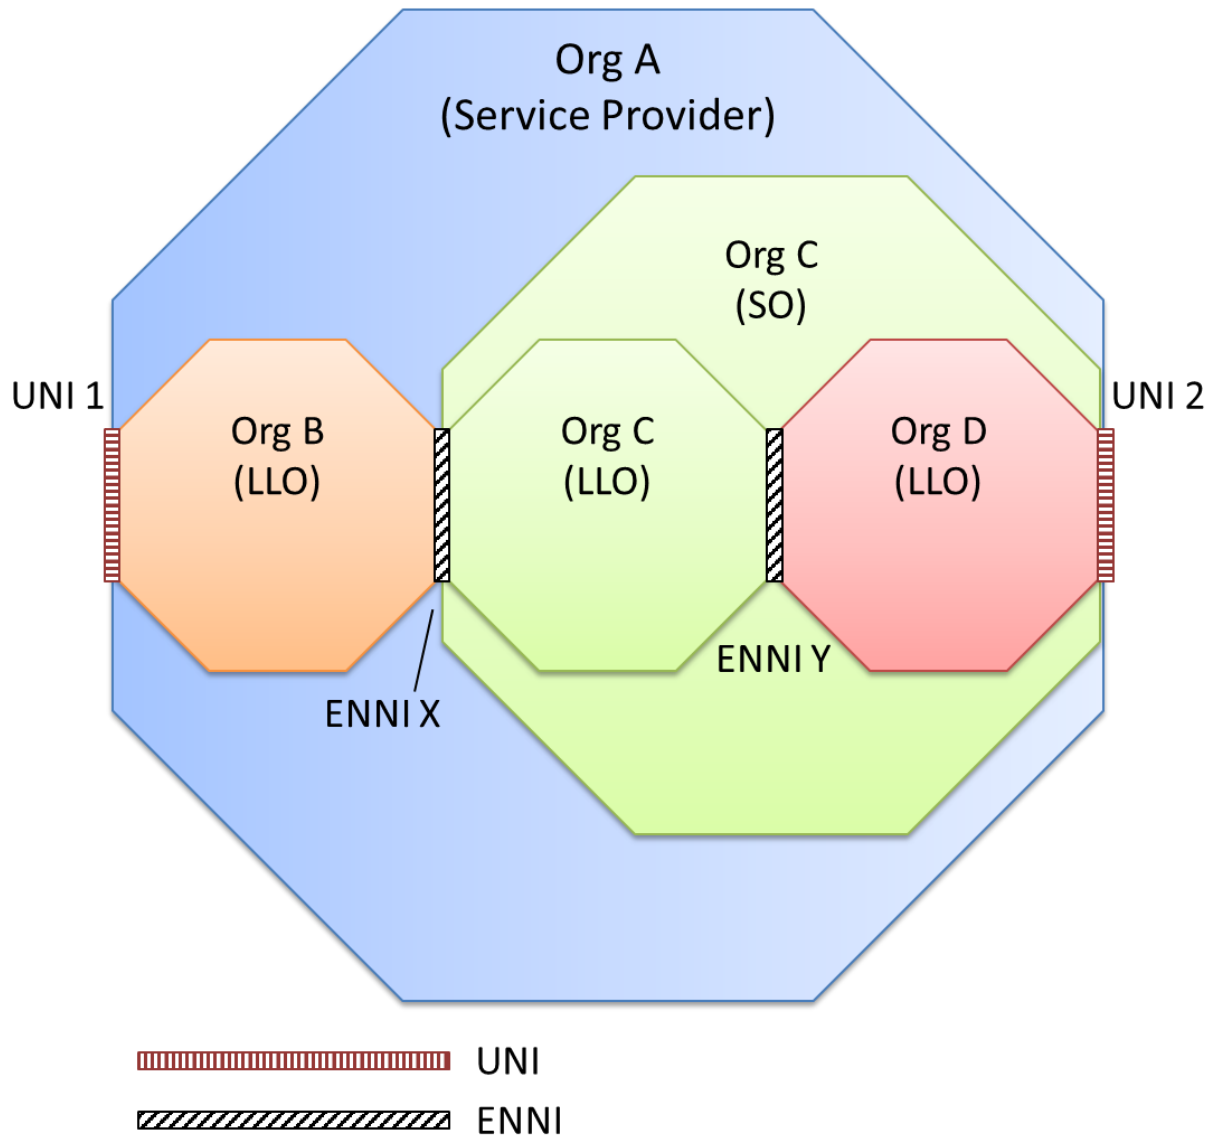 Org A
(Service Provider)
Org C
(SO)
UNI 1
UNI 2
Org B
(LLO)
Org C
(LLO)
Org D
(LLO)
ENNI Y
ENNI X
UNI
ENNI